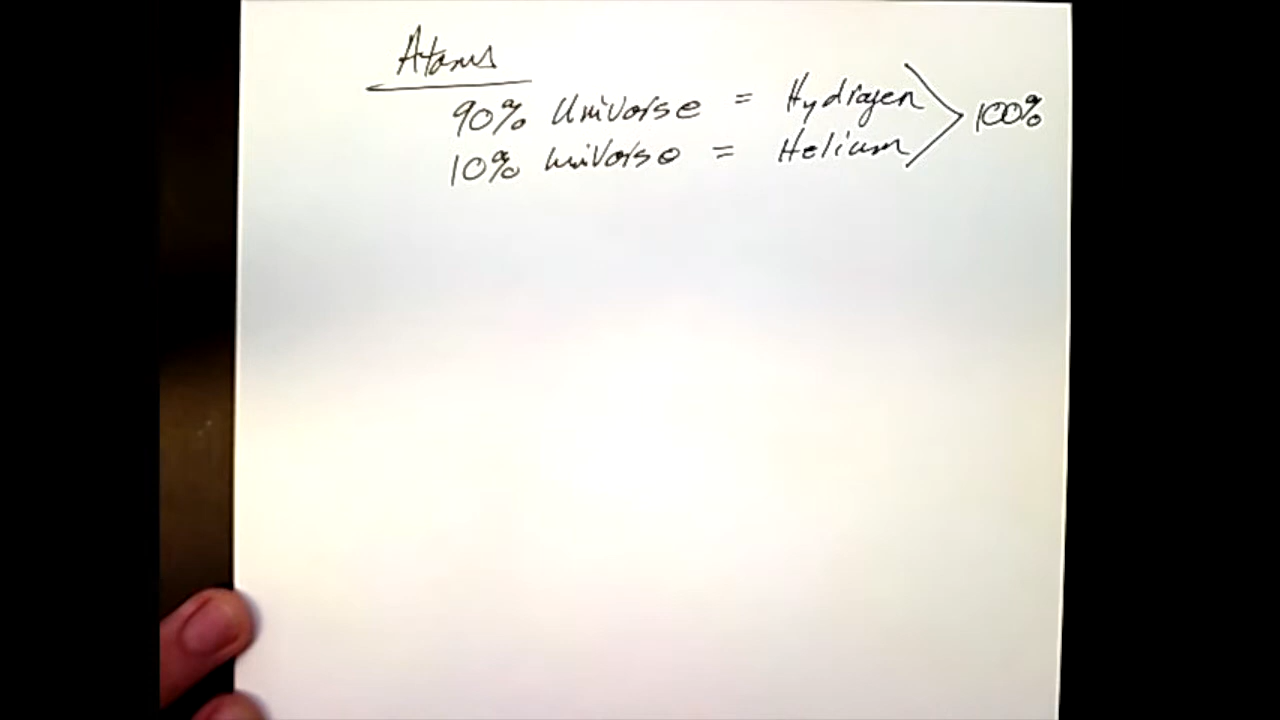 Atoms
90% Universe = Hydrogen
10% universe = Helium
100%